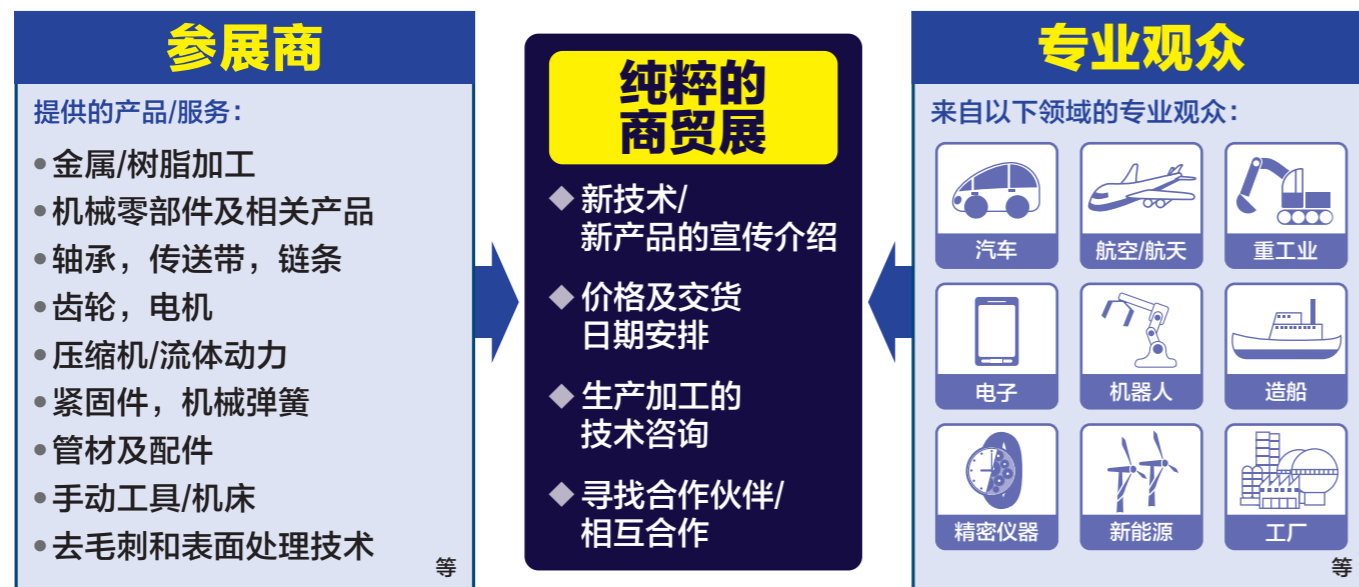 参展商
提供的产品/服务：
•金属/树脂加工
•机械零部件及相关产品
•轴承，传送带，链条
•齿轮，电机
•压缩机/流体动力
•紧固件，机械弹簧
•管材及配件
•手动工具/机床
•去毛刺和表面处理技术
等
纯粹的
商贸展
◆新技术/
新产品的宣传介绍
◆价格及交货
日期安排
◆生产加工的
技术咨询
◆寻找合作伙伴/
相互合作
专业观众
来自以下领域的专业观众：
汽车
航空/航天
重工业
电子
机器人
造船
精密仪器
新能源
工厂
等